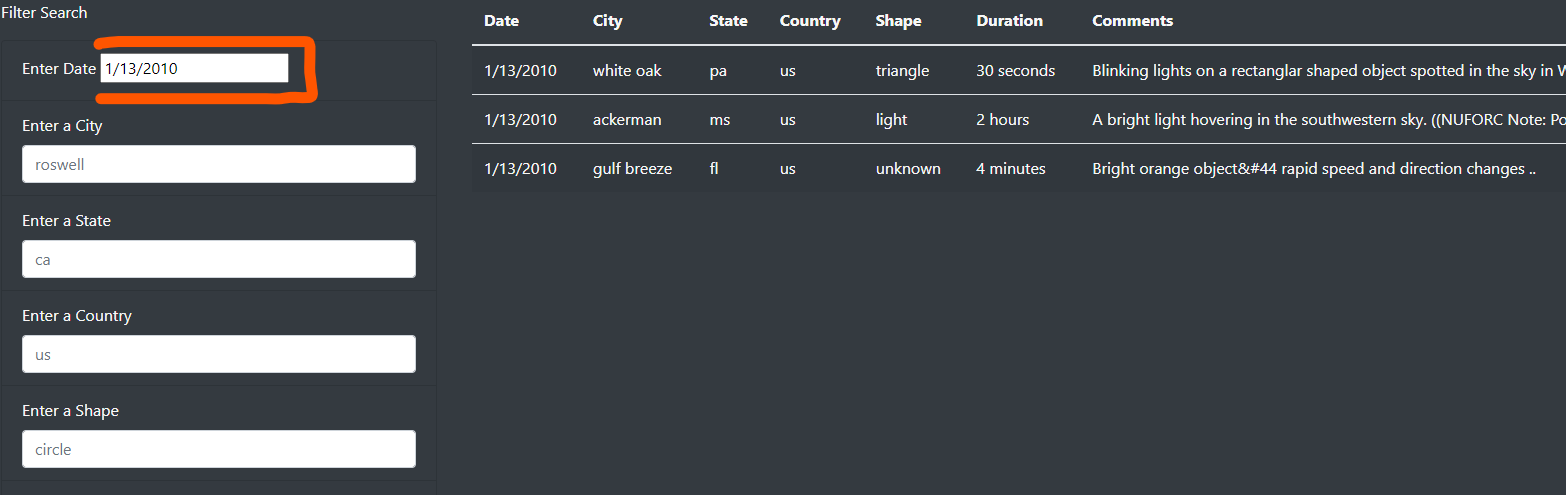 Filter Search
Enter Date 1/13/2010
Enter a City
roswell
Enter a State
ca
Enter a Country
us
Enter a Shape
circle
Date City State Country Shape Duration Comments
1/13/2010 white oak pa us triangle 30 seconds Blinking lights on a rectanglar shaped object spotted in the sky in W
1/13/2010 ackerman ms us light 2 hours A bright light hovering in the southwestern sky. ((NUFORC Note: Po
1/13/2010 gulf breeze fl us unknown 4 minutes Bright orange object&#44 rapid speed and direction changes ..